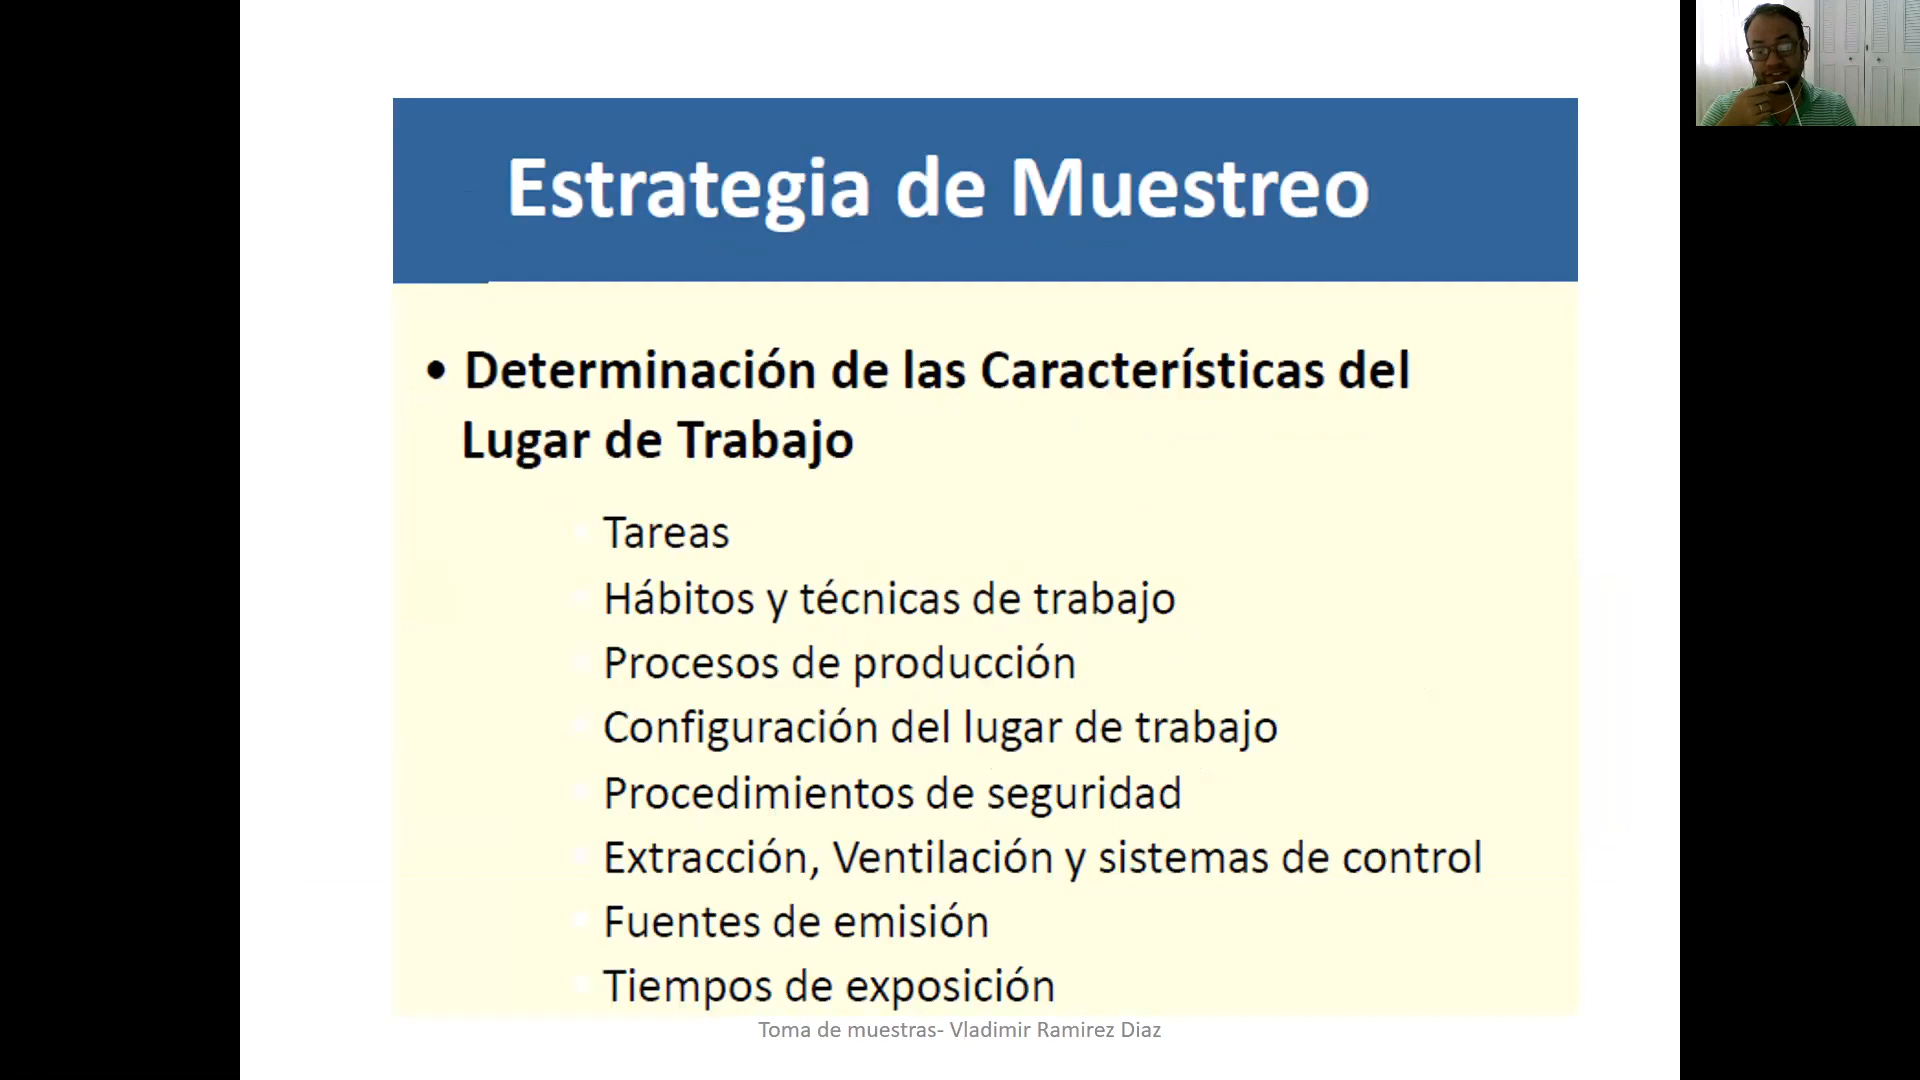 Estrategia de Muestreo
• Determinación de las Características del
Lugar de Trabajo
Tareas
Hábitos y técnicas de trabajo
Procesos de producción
Configuración del lugar de trabajo
Procedimientos de seguridad
Extracción, Ventilación y sistemas de control
Fuentes de emisión
Tiempos de exposición
Toma de muestras- Vladimir Ramirez Diaz